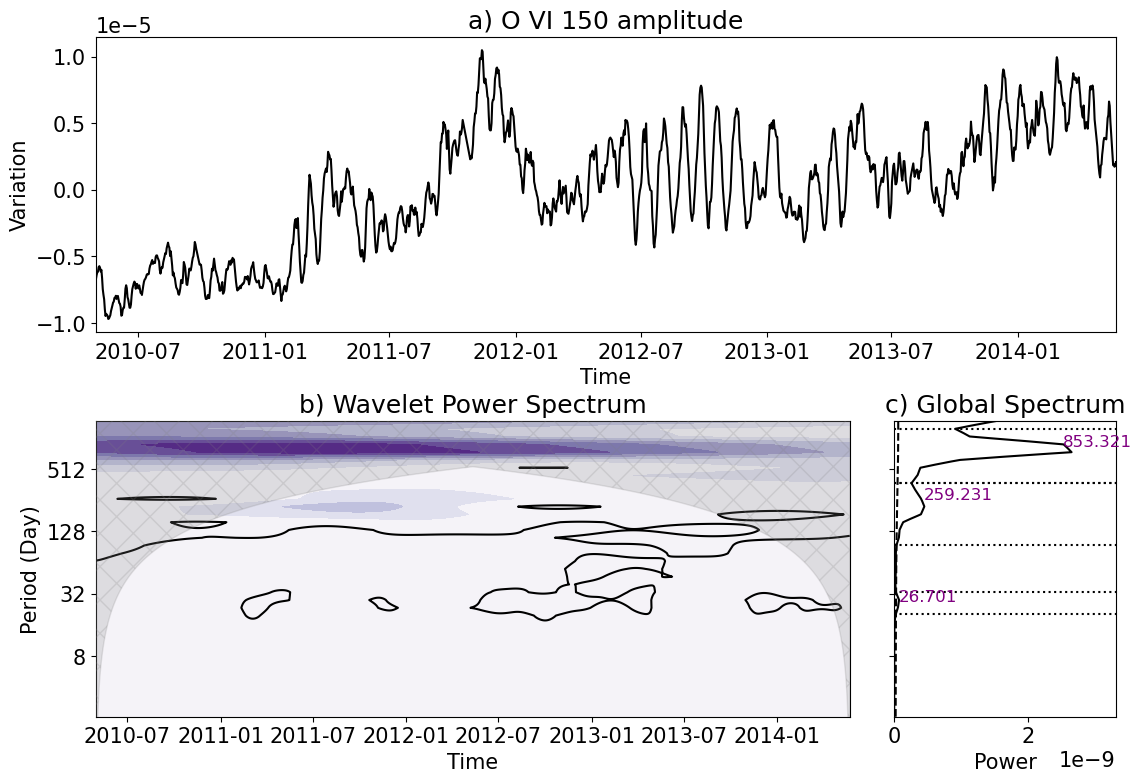 a) O VI 150 amplitude
1e−5
Variation
1.0
0.5
0.0
−0.5
−1.0
2010-07 2011-01 2011-07 2012-01 2012-07 2013-01 2013-07 2014-01
Time
b) Wavelet Power Spectrum
Period (Day)
512
128
32
8
2010-07 2011-01 2011-07 2012-01 2012-07 2013-01 2013-07 2014-01
Time
c) Global Spectrum
853.321
259.231
26.701
0 2
Power 1e−9